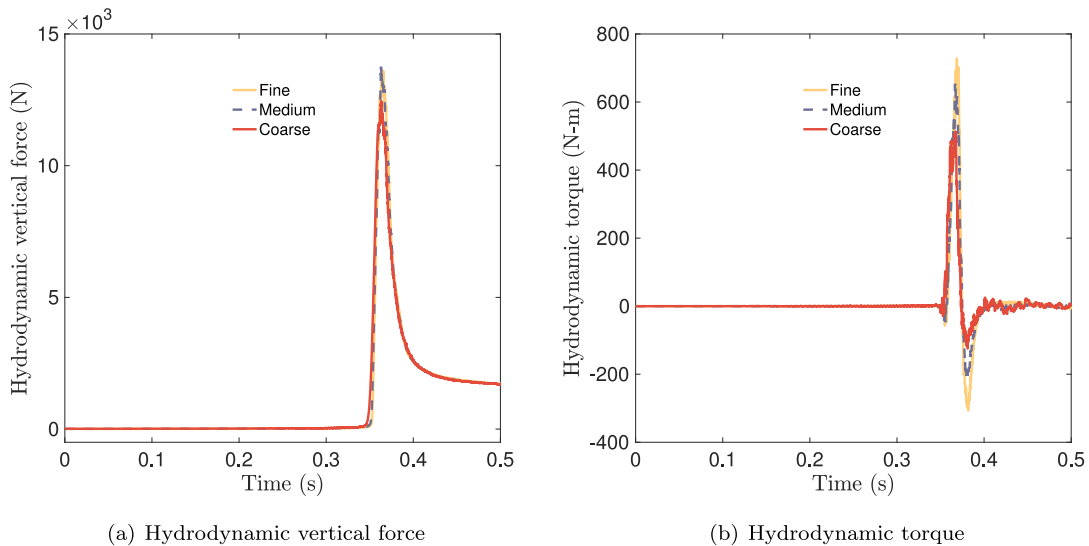 ×10³
15
10
5
0
Hydrodynamic vertical force (N)
Fine
Medium
Coarse
0 0.1 0.2 0.3 0.4 0.5
Time (s)
(a) Hydrodynamic vertical force
800
600
400
200
0
-200
-400
Hydrodynamic torque (N-m)
Fine
Medium
Coarse
0 0.1 0.2 0.3 0.4 0.5
Time (s)
(b) Hydrodynamic torque